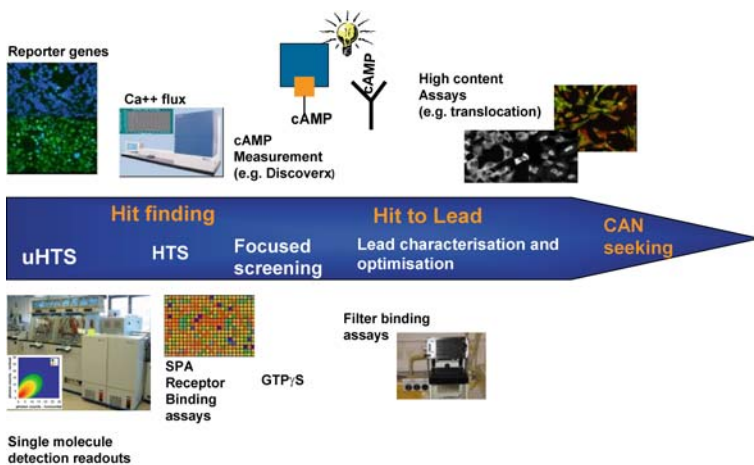 Reporter genes
Ca++ flux
cAMP
Measurement
(e.g. Discoverx)
cAMP
cAMP
High content
Assays
(e.g. translocation)
Hit finding
Hit to Lead
CAN
seeking
uHTS
HTS
Focused
screening
Lead characterisation and
optimisation
SPA
Receptor
Binding
assays
GTPγS
Filter binding
assays
Single molecule
detection readouts